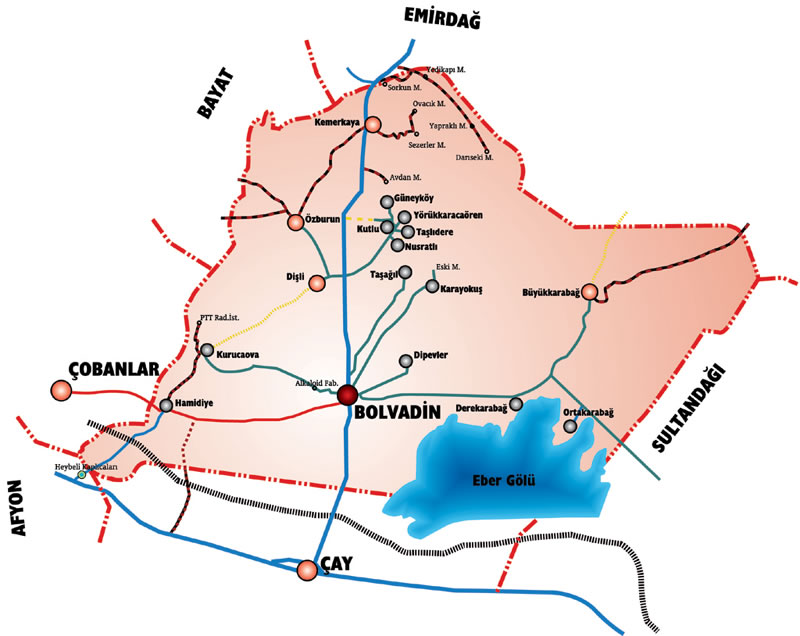 EMİRDAĞ
BAYAT
Yedikapı M.
Sorkun M.
Ovacık M.
Kemerkaya
Yapraklı M.
Sezerler M.
Darıseki M.
Avdan M.
Güneyköy
Özburun
Yörükkaracaören
Kutlu
Taşlıdere
Nusratlı
Dişli
Taşağıl
Eski M.
Karayokuş
Büyükkarabağ
PTT Rad.İst.
Kurucaova
Dipevler
ÇOBANLAR
Alkaloid Fab.
Hamidiye
BOLVADİN
Derekarabağ
Ortakarabağ
SULTANDAĞI
Heybeli Kaplıcaları
Eber Gölü
AFYON
ÇAY